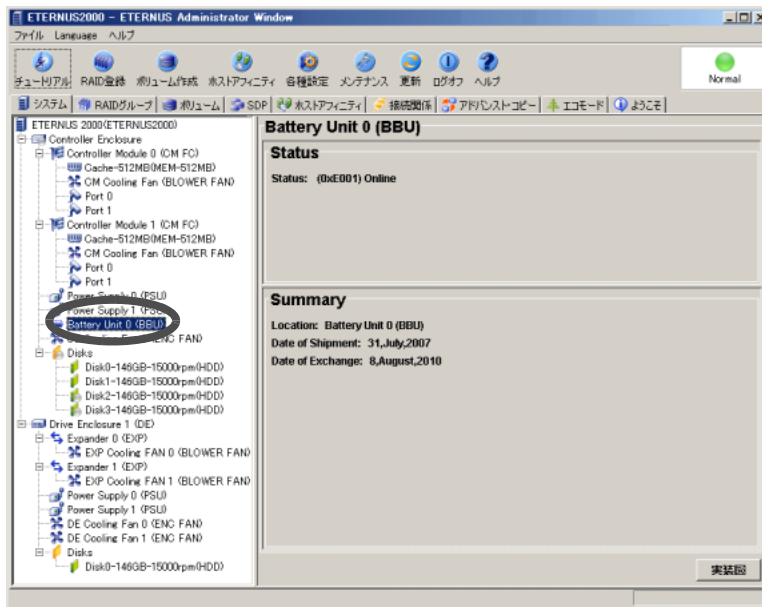 ETERNUS2000 - ETERNUS Administrator Window
ファイル Language ヘルプ
チュートリアル RAID登録 ボリューム作成 ホストアフィニティ 各種設定 メンテナンス 更新 ログオフ ヘルプ
Normal
システム RAIDグループ ボリューム SDP ホストアフィニティ 接続関係 アドバンストコピー エコモード ようこそ
ETERNUS 2000(ETERNUS2000)
Controller Enclosure
Controller Module 0 (CM FC)
Cache-512MB(MEM-512MB)
CM Cooling Fan (BLOWER FAN)
Port 0
Port 1
Controller Module 1 (CM FC)
Cache-512MB(MEM-512MB)
CM Cooling Fan (BLOWER FAN)
Port 0
Port 1
Power Supply 0 (PSU)
Power Supply 1 (PSU)
Battery Unit 0 (BBU)
FAN)
Disks
Disk0-146GB-15000rpm(HDD)
Disk1-146GB-15000rpm(HDD)
Disk2-146GB-15000rpm(HDD)
Disk3-146GB-15000rpm(HDD)
Drive Enclosure 1 (DE)
Expander 0 (EXP)
EXP Cooling FAN 0 (BLOWER FAN)
Expander 1 (EXP)
EXP Cooling FAN 1 (BLOWER FAN)
Power Supply 0 (PSU)
Power Supply 1 (PSU)
DE Cooling Fan 0 (ENC FAN)
DE Cooling Fan 1 (ENC FAN)
Disks
Disk0-146GB-15000rpm(HDD)
Battery Unit 0 (BBU)
Status
Status: (0xE001) Online
Summary
Location: Battery Unit 0 (BBU)
Date of Shipment: 31,July,2007
Date of Exchange: 8,August,2010
実装図